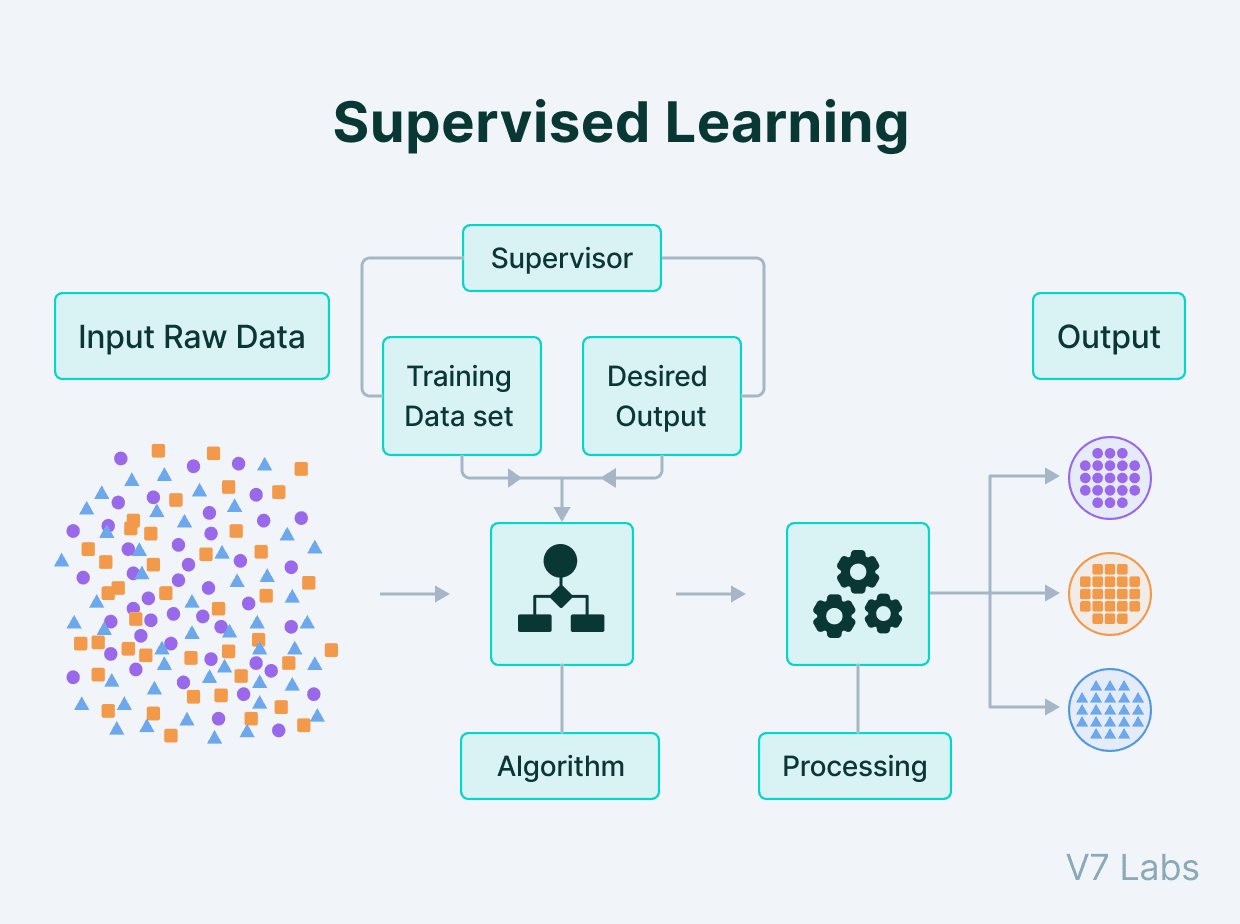 Supervised Learning
Supervisor
Input Raw Data
Training
Data set
Desired
Output
Output
Algorithm
Processing
V7 Labs